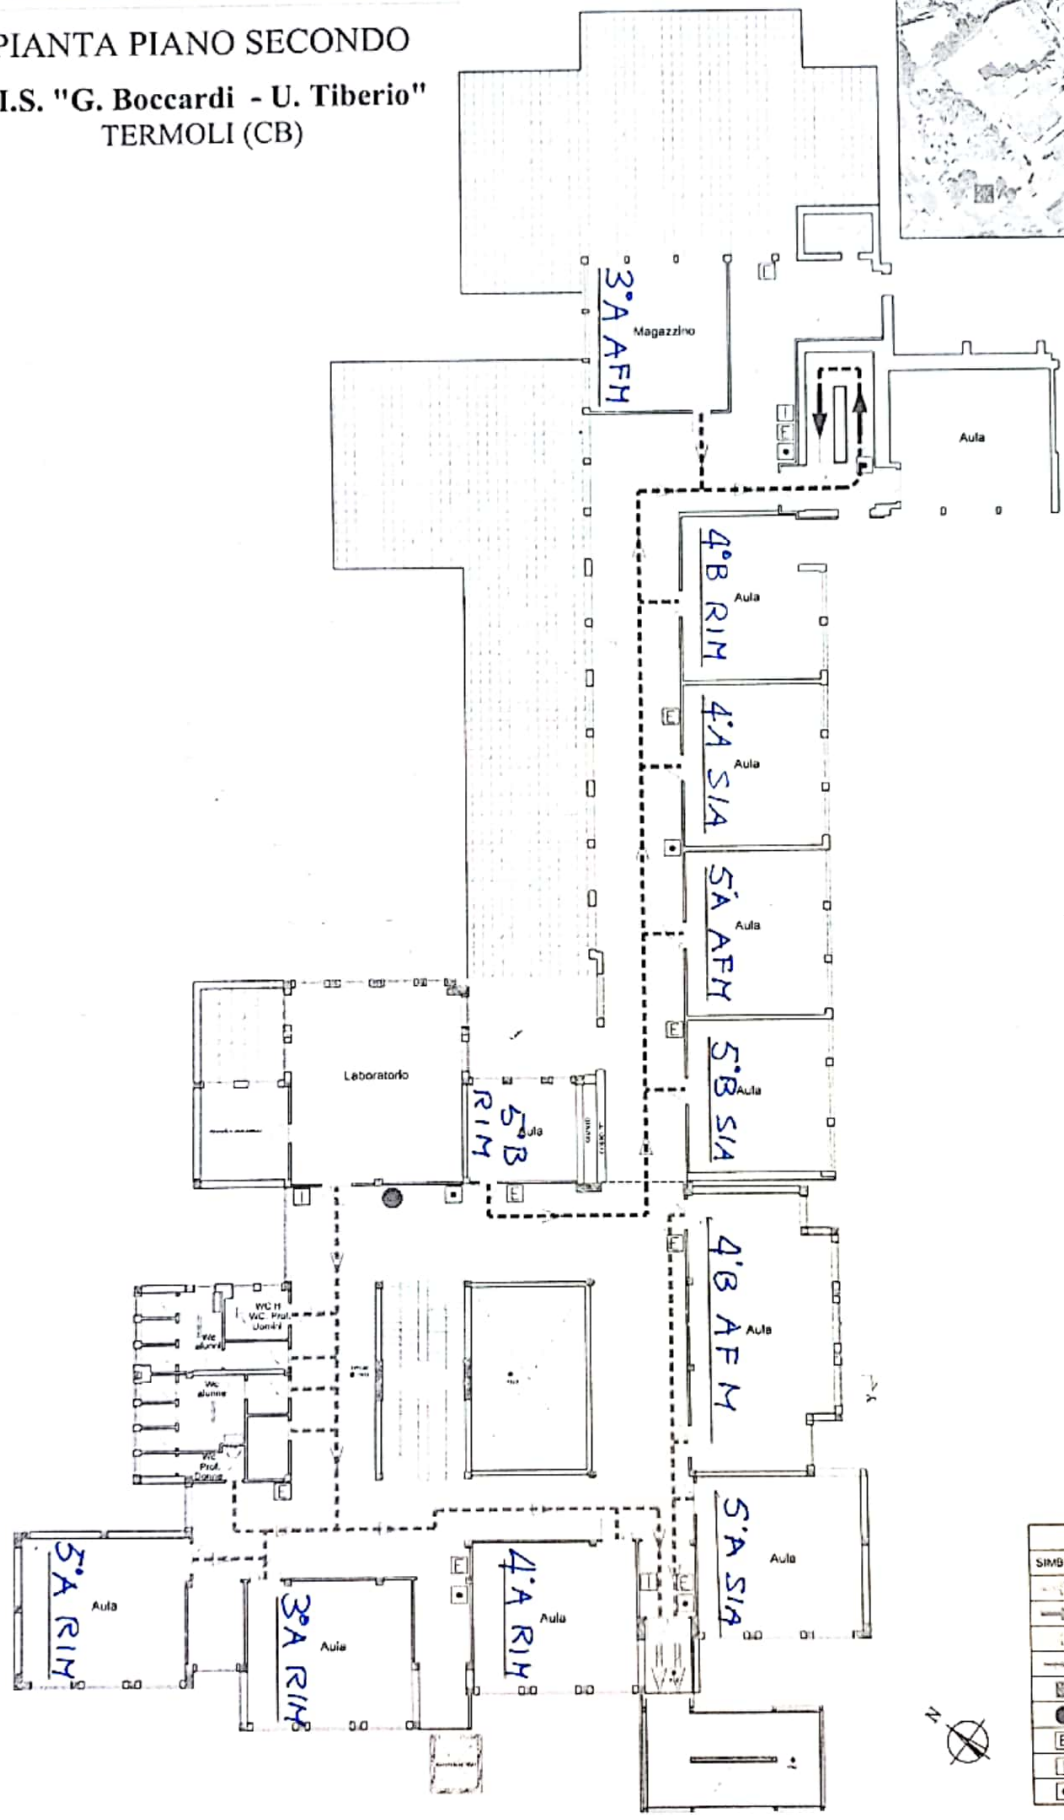 PIANTA PIANO SECONDO
I.S. "G. Boccardi - U. Tiberio"
TERMOLI (CB)
3°A AFM
Magazzino
I
I
E
Aula
4°B RIM
Aula
E
4°A SIA
Aula
5°A AFM
Aula
E
5°B SIA
Aula
Laboratorio
5°B
RIM
Aula
I
E
E
4°B AFM
Aula
WC H
WC. Prof.
Uomini
Wc
alunni
Wc
alunne
Wc
Prof.
Donne
E
5°A SIA
Aula
5°A RIM
Aula
3°A RIM
Aula
E
4°A RIM
Aula
I
E
N
SIMB
E